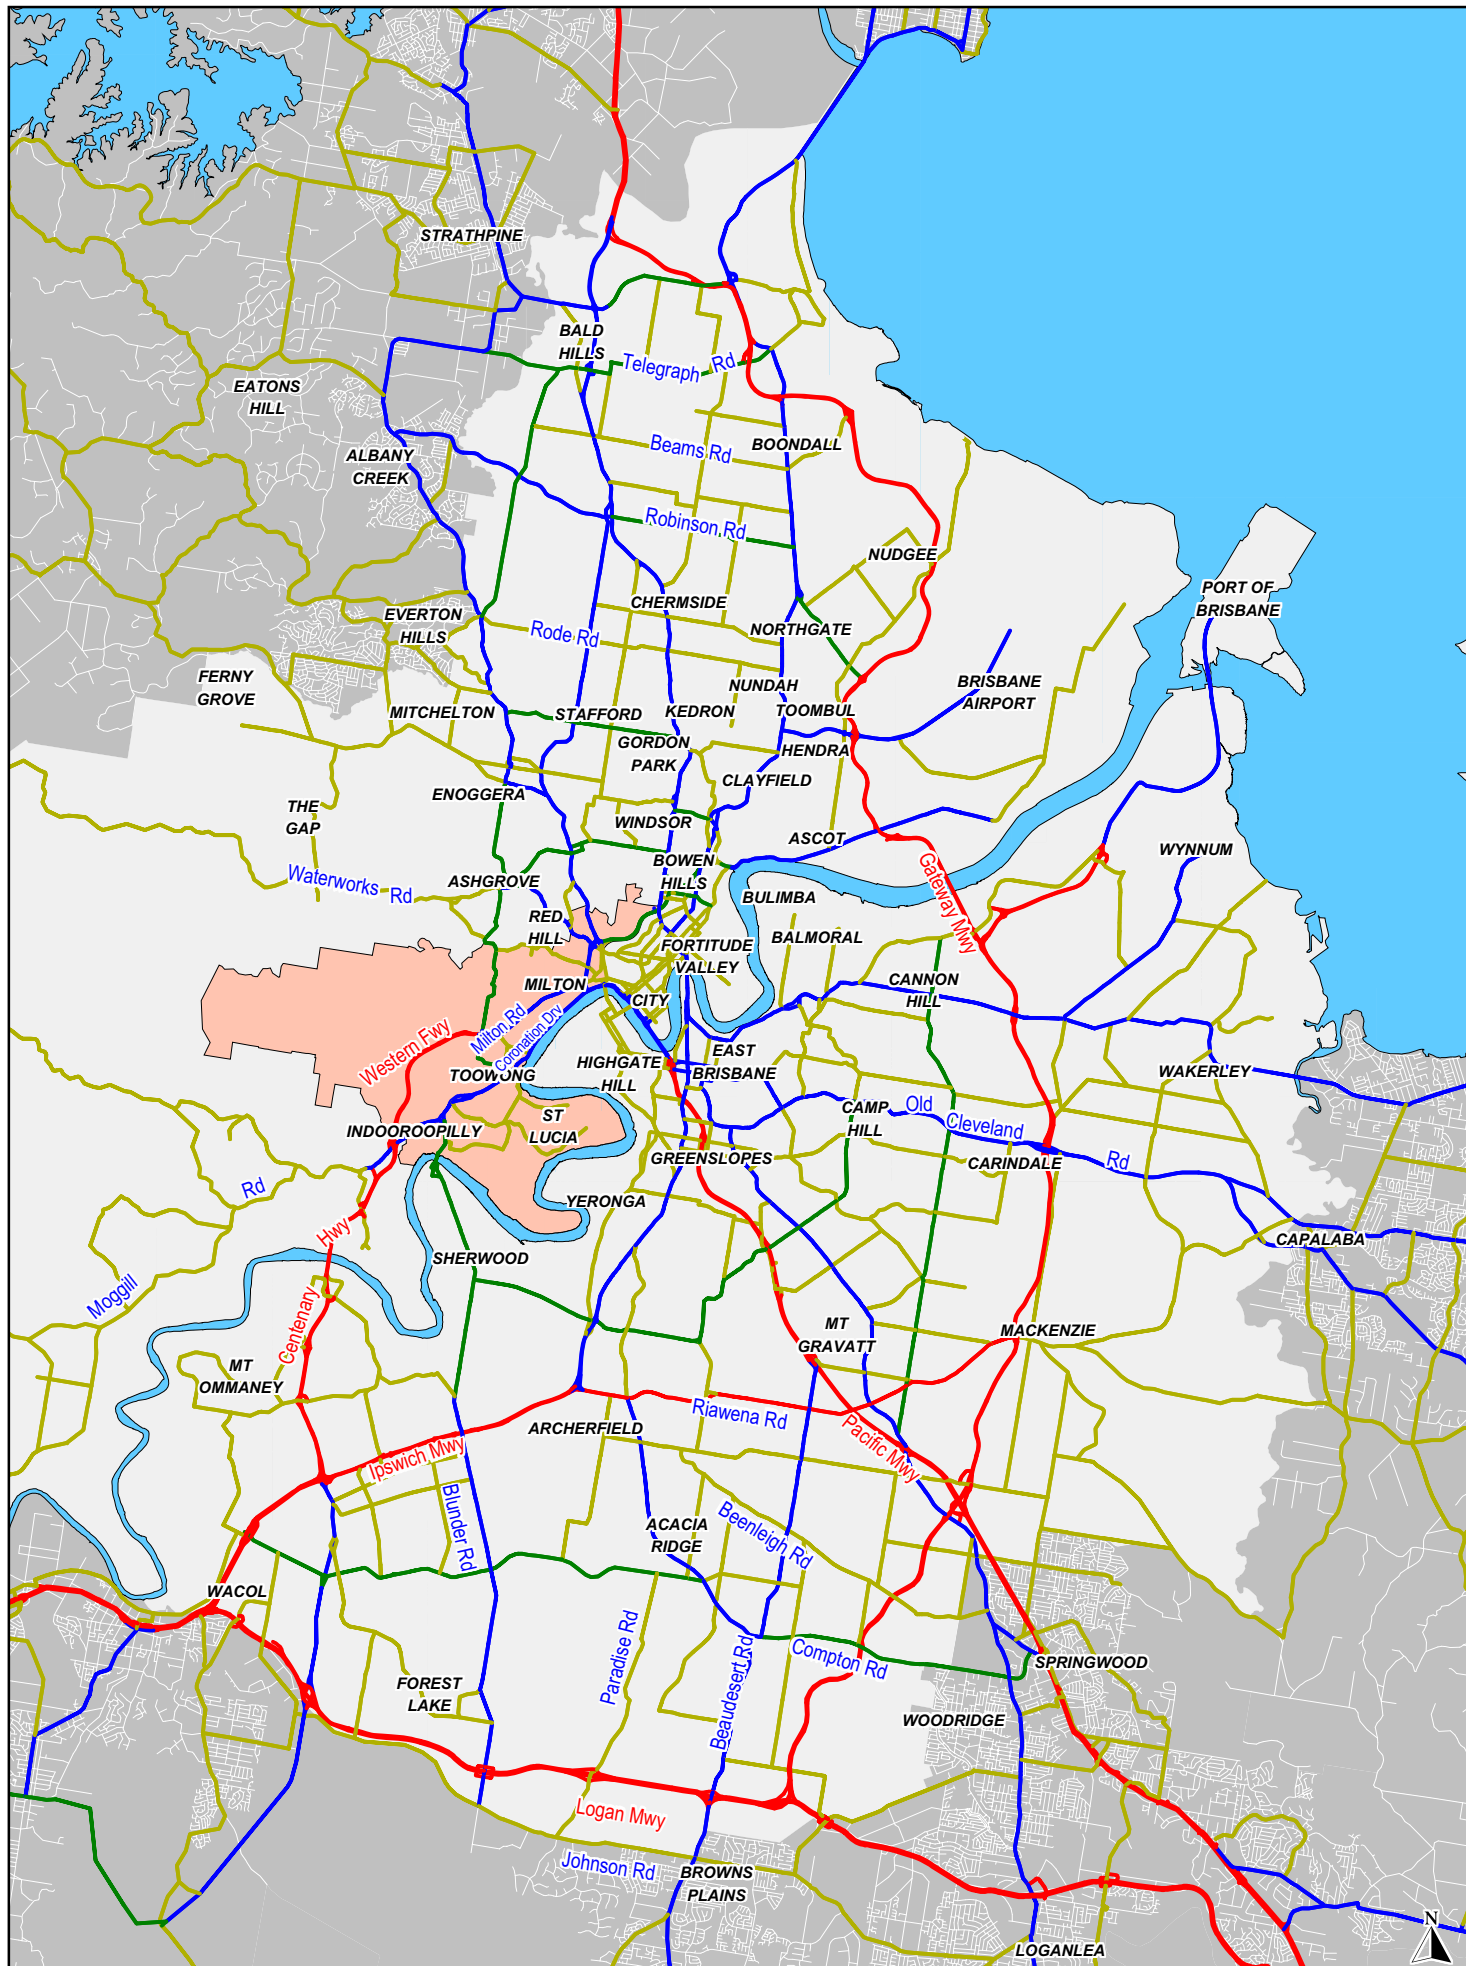 STRATHPINE
BALD
HILLS
Telegraph Rd
EATONS
HILL
BOONDALL
Beams Rd
ALBANY
CREEK
Robinson Rd
NUDGEE
PORT OF
BRISBANE
CHERMSIDE
EVERTON
HILLS
Rode Rd
NORTHGATE
FERNY
GROVE
NUNDAH
BRISBANE
AIRPORT
MITCHELTON
STAFFORD
KEDRON
TOOMBUL
GORDON
PARK
HENDRA
CLAYFIELD
ENOGGERA
THE
GAP
WINDSOR
ASCOT
WYNNUM
BOWEN
HILLS
Waterworks Rd
ASHGROVE
Gateway Mwy
BULIMBA
RED
HILL
BALMORAL
FORTITUDE
VALLEY
CANNON
HILL
MILTON
CITY
Milton Rd
Coronation Drv
Western Fwy
EAST
BRISBANE
HIGHGATE
HILL
TOOWONG
WAKERLEY
ST
LUCIA
CAMP
HILL
Old Cleveland Rd
INDOOROOPILLY
GREENSLOPES
CARINDALE
Moggill Rd
YERONGA
Centenary Hwy
SHERWOOD
CAPALABA
MT
GRAVATT
MACKENZIE
MT
OMMANEY
Riawena Rd
ARCHERFIELD
Pacific Mwy
Ipswich Mwy
Blunder Rd
ACACIA
RIDGE
Beenleigh Rd
WACOL
Paradise Rd
Beaudesert Rd
Compton Rd
SPRINGWOOD
FOREST
LAKE
WOODRIDGE
Logan Mwy
Johnson Rd
BROWNS
PLAINS
N
LOGANLEA